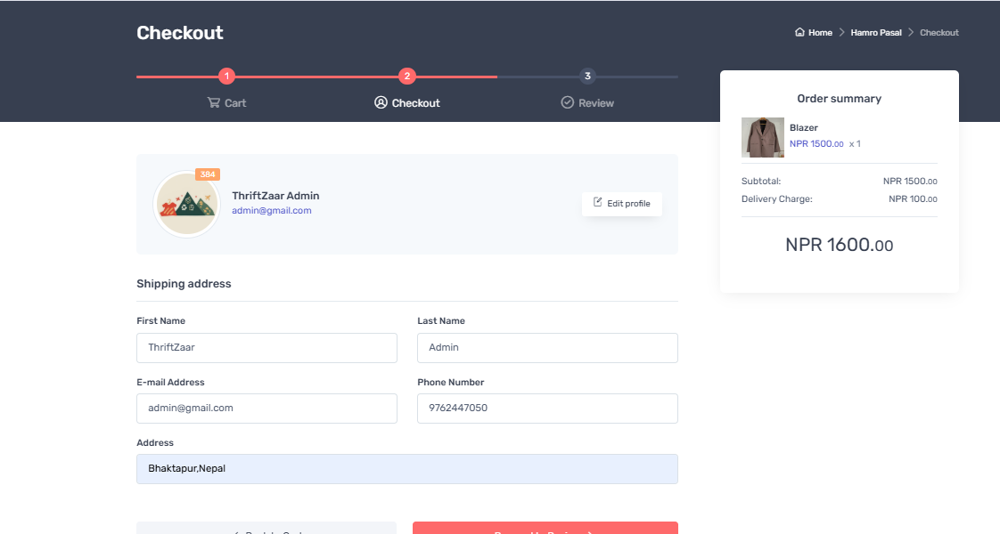 Checkout
Home > Hamro Pasal > Checkout
1 2 3
Cart Checkout Review
Order summary
Blazer
NPR 1500.00 x 1
Subtotal: NPR 1500.00
Delivery Charge: NPR 100.00
NPR 1600.00
384
ThriftZaar Admin
admin@gmail.com
Edit profile
Shipping address
First Name Last Name
ThriftZaar Admin
E-mail Address Phone Number
admin@gmail.com 9762447050
Address
Bhaktapur,Nepal